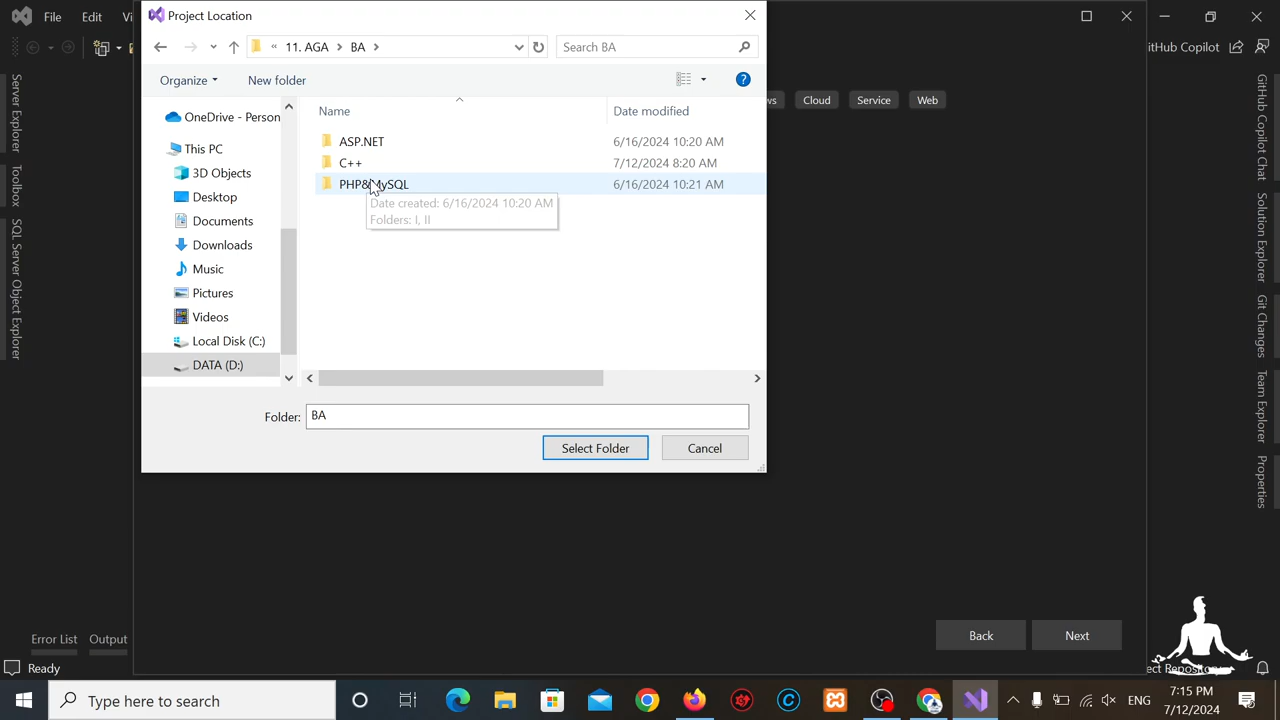 File Edit Vi
Project Location
« 11. AGA > BA >
Search BA
Organize
New folder
OneDrive - Person
This PC
3D Objects
Desktop
Documents
Downloads
Music
Pictures
Videos
Local Disk (C:)
DATA (D:)
Name
Date modified
ASP.NET 6/16/2024 10:20 AM
C++ 7/12/2024 8:20 AM
PHP&MySQL 6/16/2024 10:21 AM
Date created: 6/16/2024 10:20 AM
Folders: I, II
Folder: BA
Select Folder
Cancel
ws
Cloud
Service
Web
itHub Copilot
Server Explorer
Toolbox
SQL Server Object Explorer
GitHub Copilot Chat
Solution Explorer
Git Changes
Team Explorer
Properties
Back
Next
Error List
Output
Ready
ect Repository
Type here to search
ENG
7:15 PM
7/12/2024